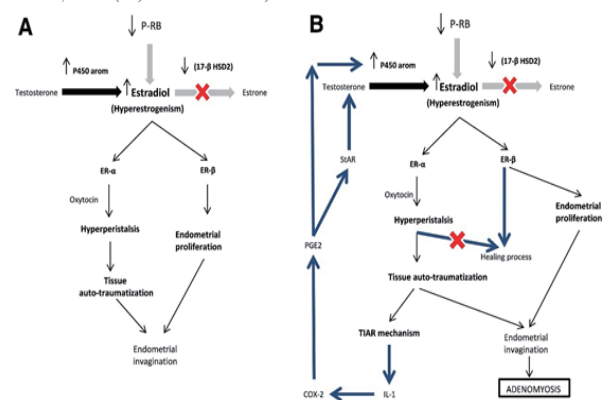 A
↓ P-RB
↑ P450 arom
↓ (17-β HSD2)
Testosterone
↑ Estradiol
Estrone
(Hyperestrogenism)
ER-α
ER-β
Oxytocin
Hyperperistalsis
Endometrial
proliferation
Tissue
auto-traumatization
Endometrial
invagination
B
↓ P-RB
↑ P450 arom
↓ (17-β HSD2)
Testosterone
↑ Estradiol
Estrone
(Hyperestrogenism)
StAR
ER-α
ER-β
Oxytocin
Endometrial
proliferation
Hyperperistalsis
PGE2
Healing process
Tissue auto-traumatization
TIAR mechanism
Endometrial
invagination
ADENOMYOSIS
COX-2
IL-1